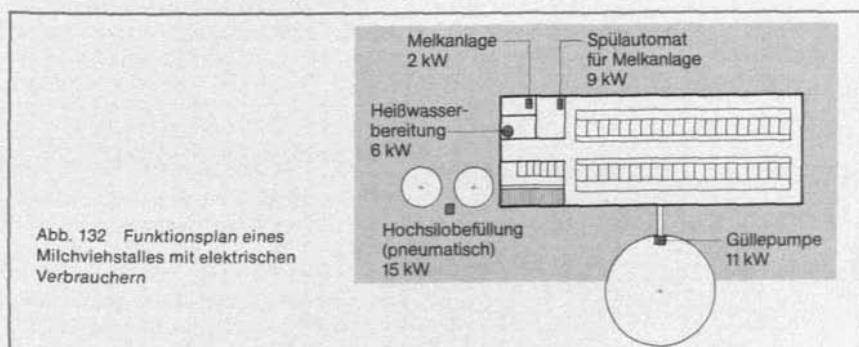 Melkanlage
2 kW
Spülautomat
für Melkanlage
9 kW
Heißwasser-
bereitung
6 kW
Hochsilobefüllung
(pneumatisch)
15 kW
Güllepumpe
11 kW
Abb. 132 Funktionsplan eines
Milchviehstalles mit elektrischen
Verbrauchern